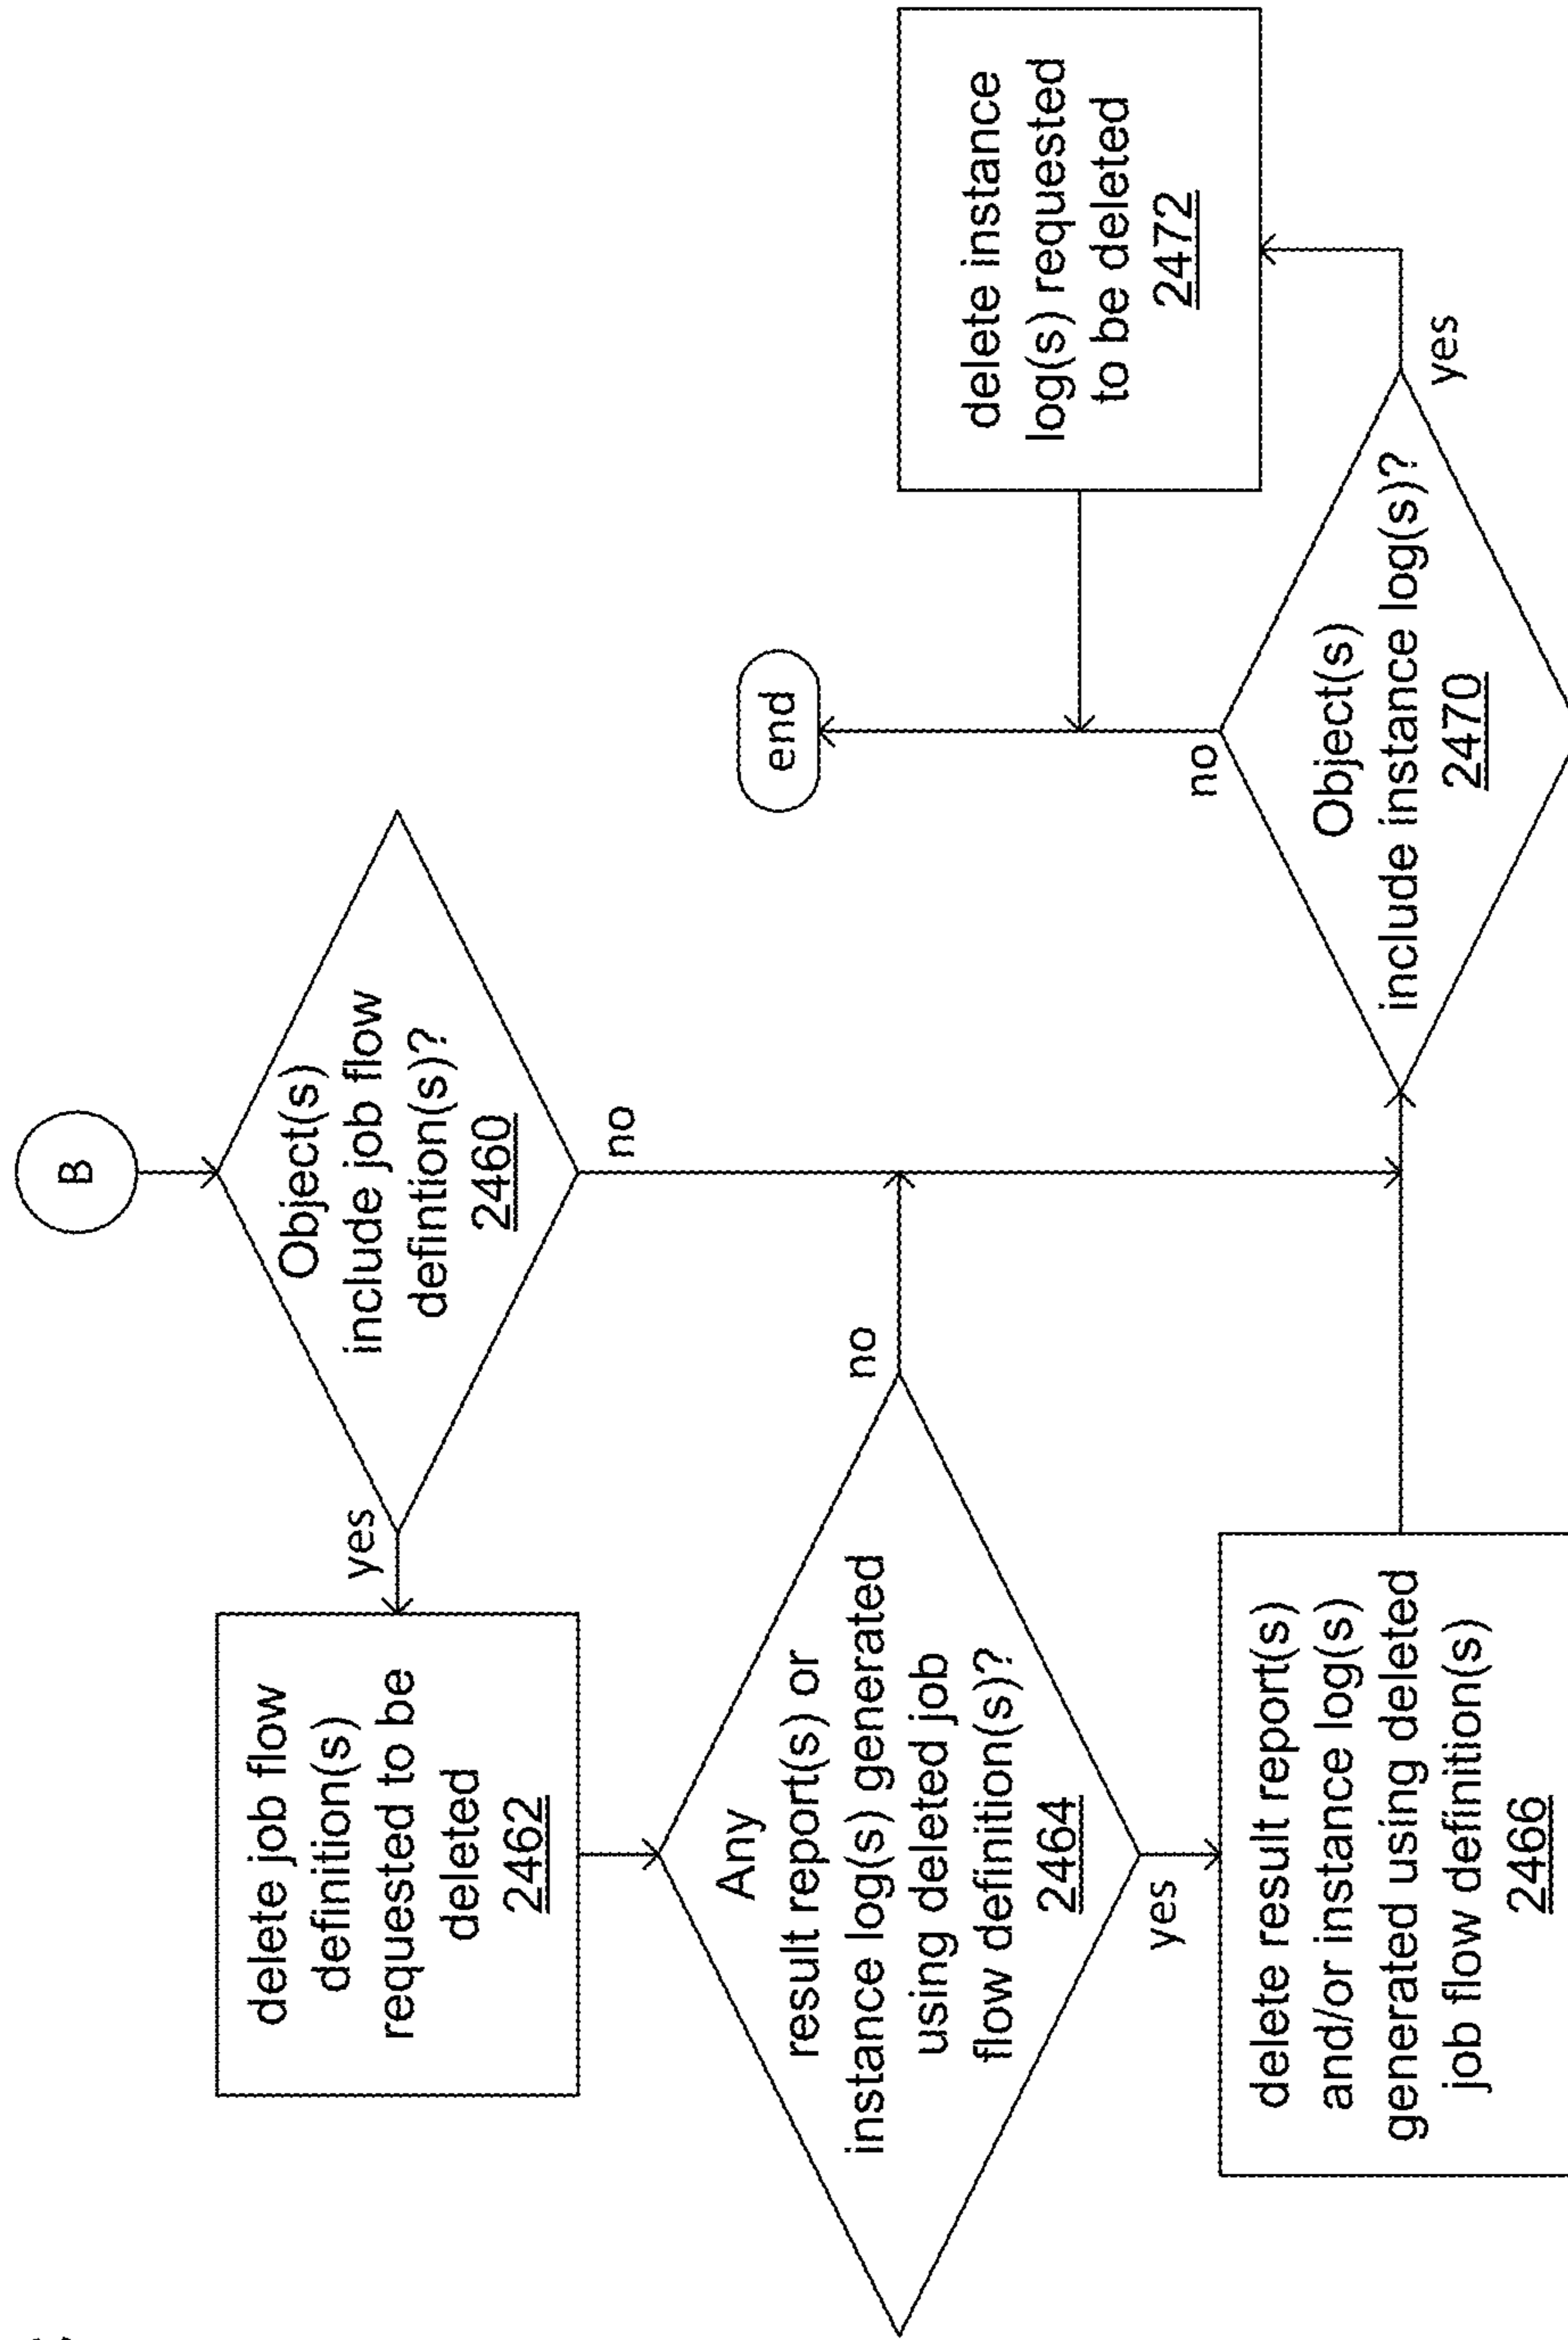 B
Object(s)
include job flow
defintion(s)?
2460
yes
no
delete job flow
definition(s)
requested to be
deleted
2462
Any
result report(s) or
instance log(s) generated
using deleted job
flow definition(s)?
2464
no
yes
delete result report(s)
and/or instance log(s)
generated using deleted
job flow definition(s)
2466
Object(s)
include instance log(s)?
2470
no
yes
delete instance
log(s) requested
to be deleted
2472
end